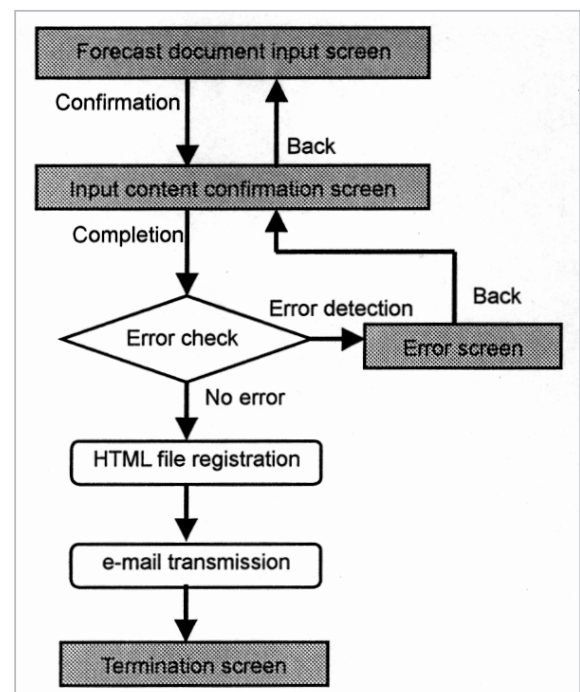 Forecast document input screen
Confirmation
Back
Input content confirmation screen
Completion
Error detection
Back
Error check
Error screen
No error
HTML file registration
e-mail transmission
Termination screen